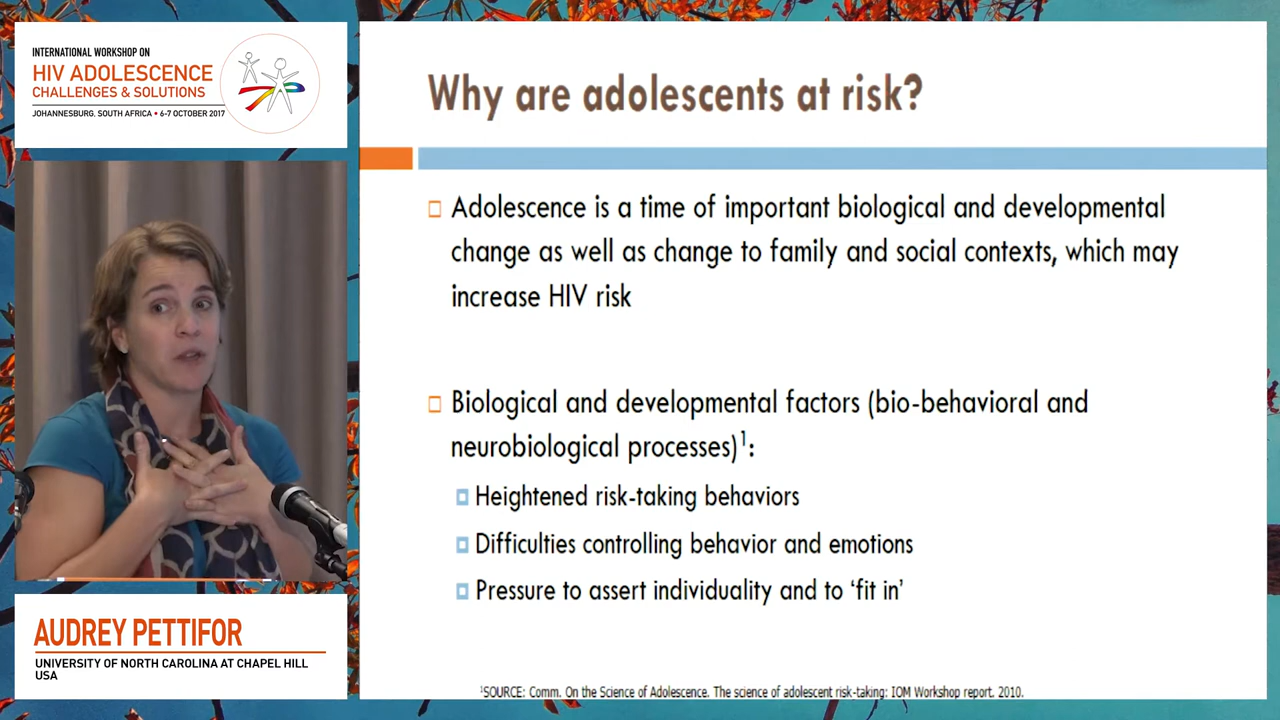 INTERNATIONAL WORKSHOP ON
HIV ADOLESCENCE
CHALLENGES & SOLUTIONS
JOHANNESBURG, SOUTH AFRICA • 6-7 OCTOBER 2017
Why are adolescents at risk?
Adolescence is a time of important biological and developmental
change as well as change to family and social contexts, which may
increase HIV risk
Biological and developmental factors (bio-behavioral and
neurobiological processes)¹:
Heightened risk-taking behaviors
Difficulties controlling behavior and emotions
Pressure to assert individuality and to ‘fit in’
¹SOURCE: Comm. On the Science of Adolescence. The science of adolescent risk-taking: IOM Workshop report. 2010.
AUDREY PETTIFOR
UNIVERSITY OF NORTH CAROLINA AT CHAPEL HILL
USA